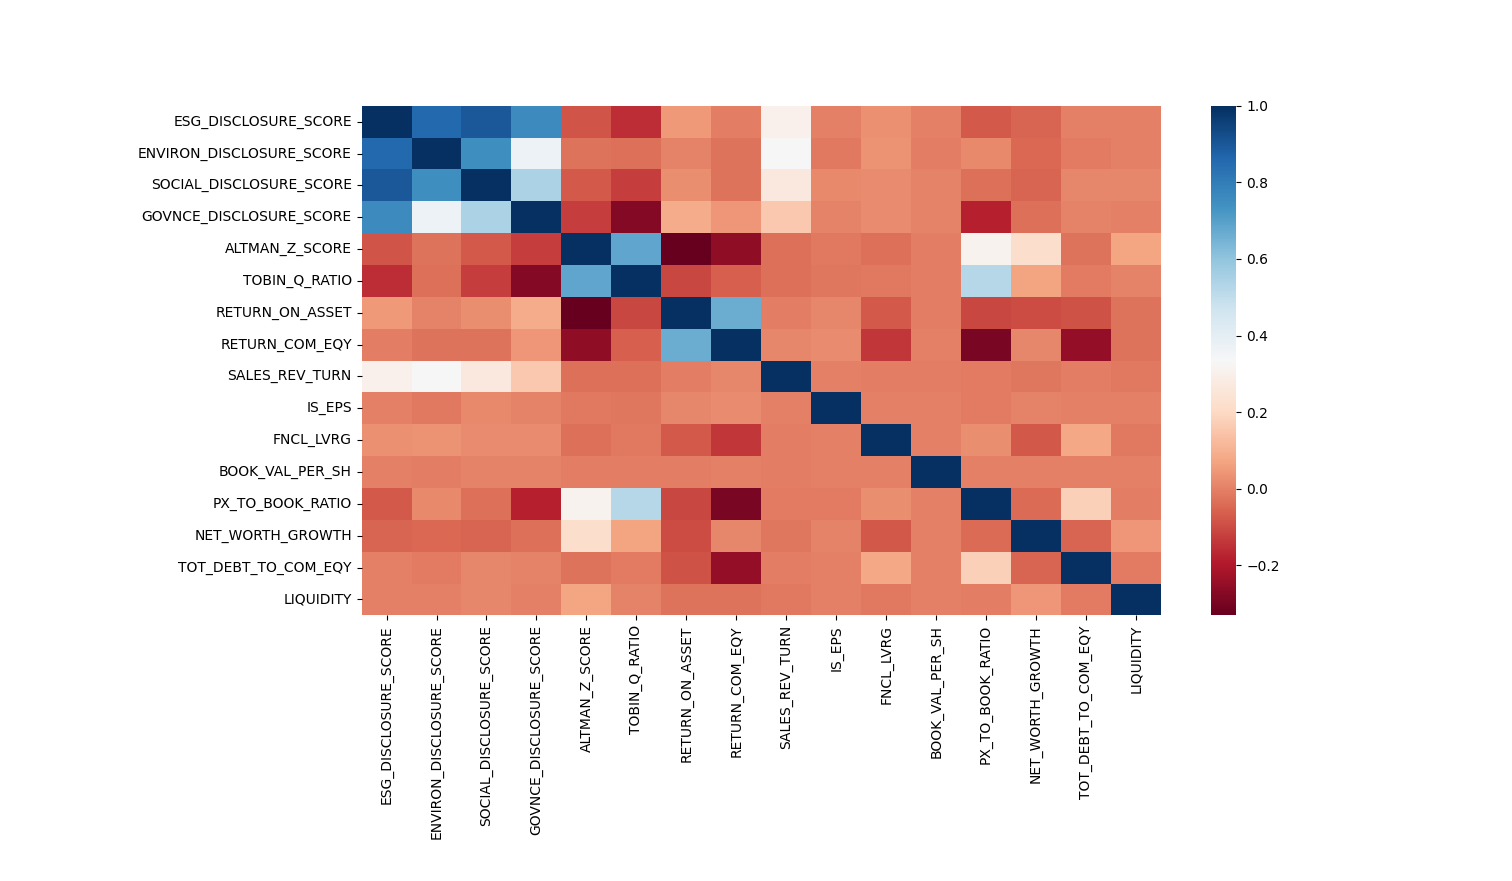 ESG_DISCLOSURE_SCORE
ENVIRON_DISCLOSURE_SCORE
SOCIAL_DISCLOSURE_SCORE
GOVNCE_DISCLOSURE_SCORE
ALTMAN_Z_SCORE
TOBIN_Q_RATIO
RETURN_ON_ASSET
RETURN_COM_EQY
SALES_REV_TURN
IS_EPS
FNCL_LVRG
BOOK_VAL_PER_SH
PX_TO_BOOK_RATIO
NET_WORTH_GROWTH
TOT_DEBT_TO_COM_EQY
LIQUIDITY
ESG_DISCLOSURE_SCORE
ENVIRON_DISCLOSURE_SCORE
SOCIAL_DISCLOSURE_SCORE
GOVNCE_DISCLOSURE_SCORE
ALTMAN_Z_SCORE
TOBIN_Q_RATIO
RETURN_ON_ASSET
RETURN_COM_EQY
SALES_REV_TURN
IS_EPS
FNCL_LVRG
BOOK_VAL_PER_SH
PX_TO_BOOK_RATIO
NET_WORTH_GROWTH
TOT_DEBT_TO_COM_EQY
LIQUIDITY
1.0
0.8
0.6
0.4
0.2
0.0
−0.2